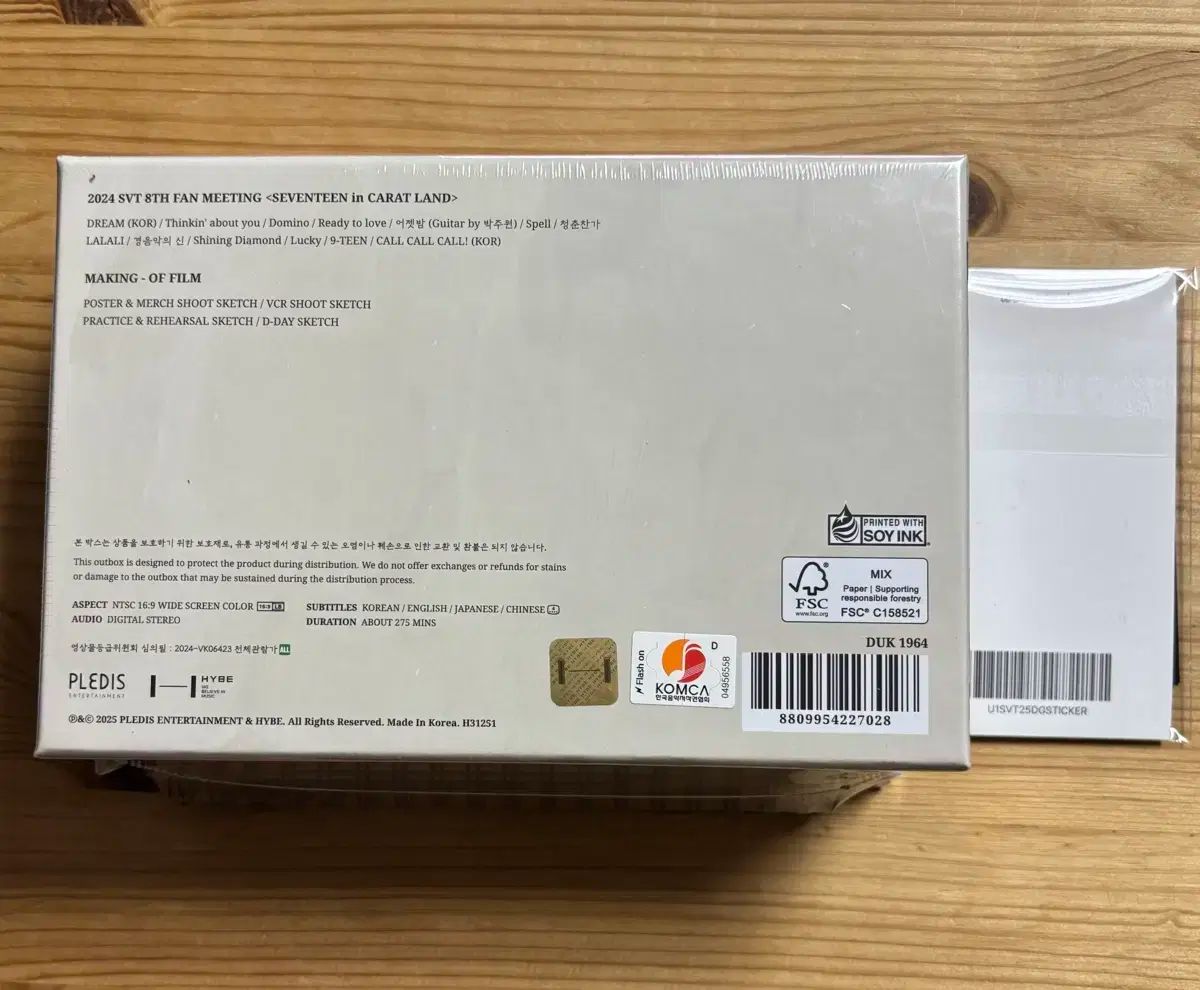 2024 SVT 8TH FAN MEETING <SEVENTEEN in CARAT LAND>
DREAM (KOR) / Thinkin' about you / Domino / Ready to love / 어젯밤 (Guitar by 박주원) / Spell / 청춘찬가
LALALI / 경음악의 신 / Shining Diamond / Lucky / 9-TEEN / CALL CALL CALL! (KOR)
MAKING - OF FILM
POSTER & MERCH SHOOT SKETCH / VCR SHOOT SKETCH
PRACTICE & REHEARSAL SKETCH / D-DAY SKETCH
PRINTED WITH
SOY INK
본 박스는 상품을 보호하기 위한 보호재로, 유통 과정에서 생길 수 있는 오염이나 훼손으로 인한 교환 및 환불은 되지 않습니다.
This outbox is designed to protect the product during distribution. We do not offer exchanges or refunds for stains
or damage to the outbox that may be sustained during the distribution process.
FSC
www.fsc.org
MIX
Paper | Supporting
responsible forestry
FSC® C158521
ASPECT NTSC 16:9 WIDE SCREEN COLOR 16:9 LB
AUDIO DIGITAL STEREO
SUBTITLES KOREAN / ENGLISH / JAPANESE / CHINESE 4
DURATION ABOUT 275 MINS
영상물등급위원회 심의필 : 2024-VK06423 전체관람가 ALL
DUK 1964
PLEDIS
ENTERTAINMENT
HYBE
WE
BELIEVE IN
MUSIC
Flash on
D
KOMCA
한국음악저작권협회
04956558
8809954227028
U1SVT25DGSTICKER
℗&© 2025 PLEDIS ENTERTAINMENT & HYBE. All Rights Reserved. Made In Korea. H31251